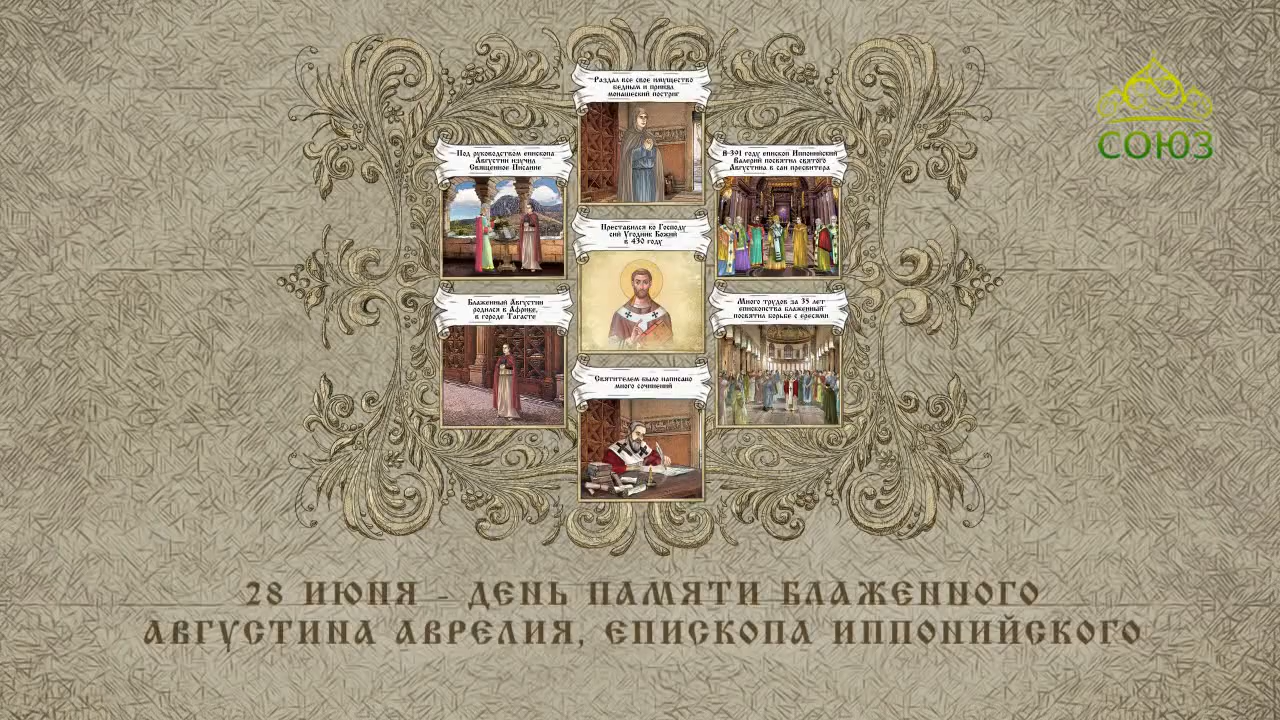 Раздал все свое имущество
бедным и принял
монашеский постриг
СОЮЗ
Под руководством епископа
Августин изучил
Священное Писание
В 391 году епископ Иппонийский
Валерий посвятил святого
Августина в сан пресвитера
Преставился ко Господу
сий Угодник Божий
в 430 году
Блаженный Августин
родился в Африке,
в городе Тагасте
Много трудов за 35 лет
епископства блаженный
посвятил борьбе с ересями
Святителем было написано
много сочинений
28 ИЮНЯ - ДЕНЬ ПАМЯТИ БЛАЖЕННОГО
АВГУСТИНА АВРЕЛИЯ, ЕПИСКОПА ИППОНИЙСКОГО